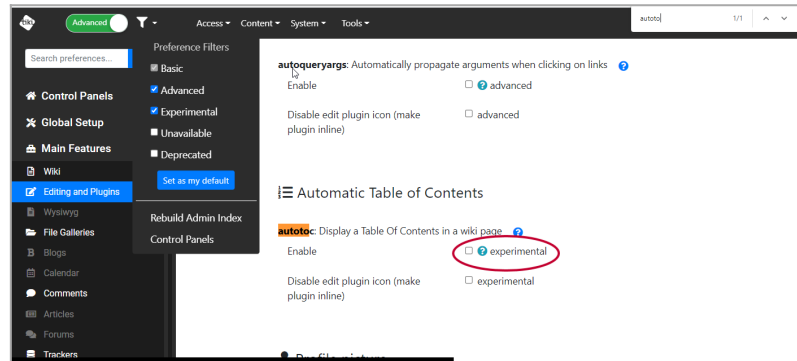 tiki
Advanced
Access
Content
System
Tools
autoto
1/1
Search preferences...
Control Panels
Global Setup
Main Features
Wiki
Editing and Plugins
Wysiwyg
File Galleries
Blogs
Calendar
Comments
Articles
Forums
Trackers
Preference Filters
Basic
Advanced
Experimental
Unavailable
Deprecated
Set as my default
Rebuild Admin Index
Control Panels
autoqueryargs: Automatically propagate arguments when clicking on links ?
Enable
? advanced
Disable edit plugin icon (make
plugin inline)
advanced
Automatic Table of Contents
autotoc: Display a Table Of Contents in a wiki page ?
Enable
? experimental
Disable edit plugin icon (make
plugin inline)
experimental
Profile picture